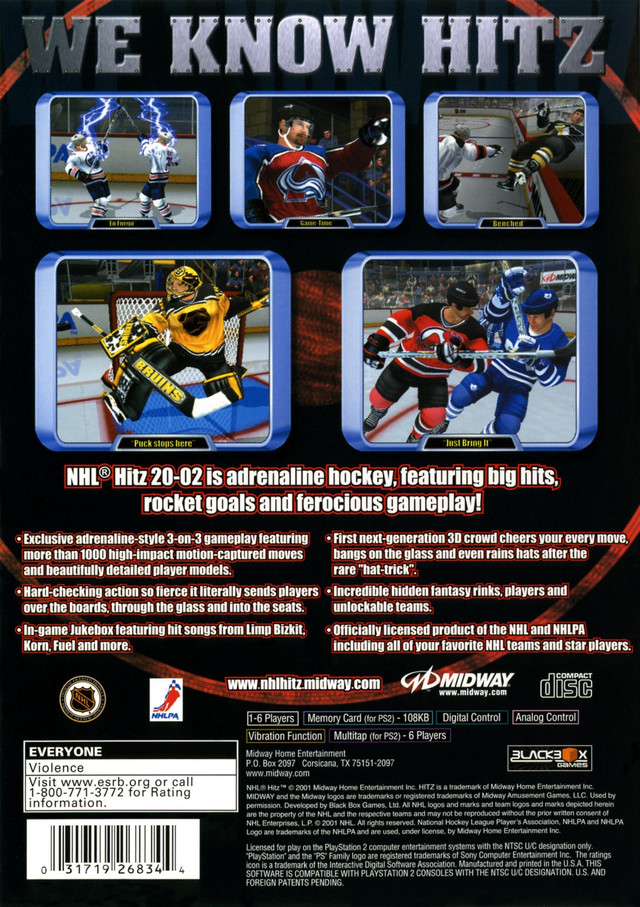 WE KNOW HITZ
En Fuego
Game Time
Benched
MIDW
BRUINS
"Puck stops here"
"Just Bring It"
NHL® Hitz 20-02 is adrenaline hockey, featuring big hits,
rocket goals and ferocious gameplay!
• Exclusive adrenaline-style 3-on-3 gameplay featuring
more than 1000 high-impact motion-captured moves
and beautifully detailed player models.
• Hard-checking action so fierce it literally sends players
over the boards, through the glass and into the seats.
• In-game Jukebox featuring hit songs from Limp Bizkit,
Korn, Fuel and more.
• First next-generation 3D crowd cheers your every move,
bangs on the glass and even rains hats after the
rare "hat-trick".
• Incredible hidden fantasy rinks, players and
unlockable teams.
• Officially licensed product of the NHL and NHLPA
including all of your favorite NHL teams and star players.
NHL
NHLPA
www.nhlhitz.midway.com
MIDWAY
www.midway.com
COMPACT
disc
1-6 Players
Memory Card (for PS2) - 108KB
Digital Control
Analog Control
Vibration Function
Multitap (for PS2) - 6 Players
EVERYONE
Violence
Visit www.esrb.org or call
1-800-771-3772 for Rating
information.
Midway Home Entertainment
P.O. Box 2097 Corsicana, TX 75151-2097
www.midway.com
BLACKBOX
GAMES
NHL® Hitz™ © 2001 Midway Home Entertainment Inc. HITZ is a trademark of Midway Home Entertainment Inc.
MIDWAY and the Midway logo are trademarks or registered trademarks of Midway Amusement Games, LLC. Used by
permission. Developed by Black Box Games, Ltd. All NHL logos and marks and team logos and marks depicted herein
are the property of the NHL and the respective teams and may not be reproduced without the prior written consent of
NHL Enterprises, L.P. © 2001 NHL. All rights reserved. National Hockey League Player's Association, NHLPA and NHLPA
Logo are trademarks of the NHLPA and are used, under license, by Midway Home Entertainment Inc.
Licensed for play on the PlayStation 2 computer entertainment systems with the NTSC U/C designation only.
"PlayStation" and the "PS" Family logo are registered trademarks of Sony Computer Entertainment Inc. The ratings
icon is a trademark of the Interactive Digital Software Association. Manufactured and printed in the U.S.A. THIS
SOFTWARE IS COMPATIBLE WITH PLAYSTATION 2 CONSOLES WITH THE NTSC U/C DESIGNATION. U.S. AND
FOREIGN PATENTS PENDING.
0 31719 26834 4